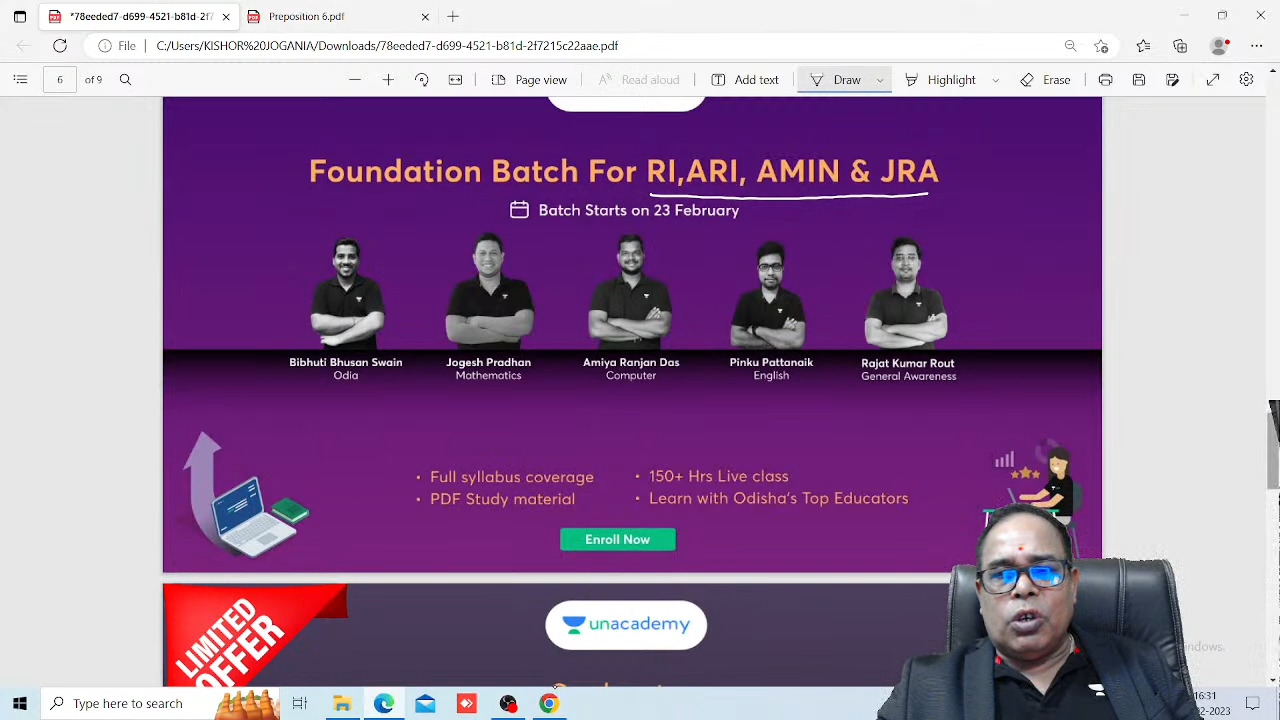 *78eeded7-d699-4521-b81d-2f7
Preposition 6.pdf
File
C:/Users/KISHOR%20JOGANIA/Downloads/78eeded7-d699-4521-b81d-2f7215c22aae.pdf
6 of 9
Page view
Read aloud
Add text
Draw
Highlight
Erase
Foundation Batch For RI,ARI, AMIN & JRA
Batch Starts on 23 February
Bibhuti Bhusan Swain
Odia
Jogesh Pradhan
Mathematics
Amiya Ranjan Das
Computer
Pinku Pattanaik
English
Rajat Kumar Rout
General Awareness
• Full syllabus coverage
• PDF Study material
• 150+ Hrs Live class
• Learn with Odisha's Top Educators
Enroll Now
LIMITED
OFFER
unacademy
Type here to search
16:31
-2023